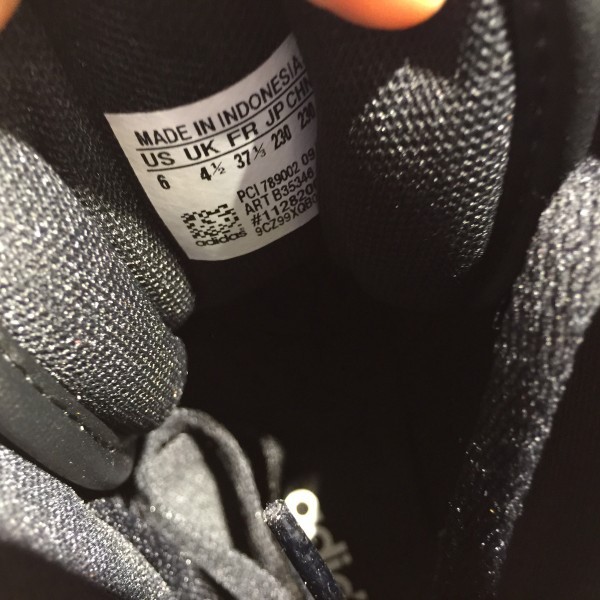 MADE IN INDONESIA
US UK FR JP CHN
6 4½ 37⅓ 230 230
PCI 789002 09
ART B35346
adidas
adidas